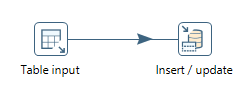 Table input
Insert / update